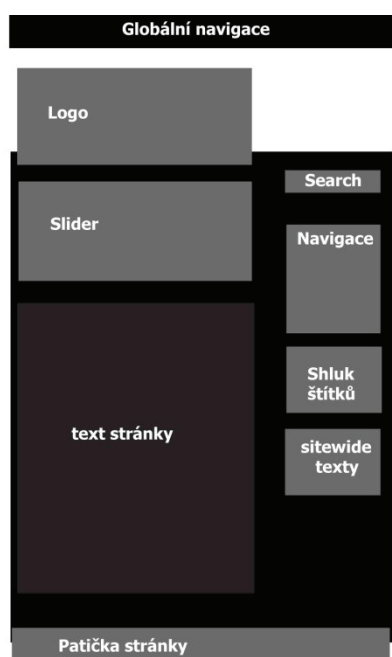 Globální navigace
Logo
Search
Slider
Navigace
Shluk
štítků
text stránky
sitewide
texty
Patička stránky